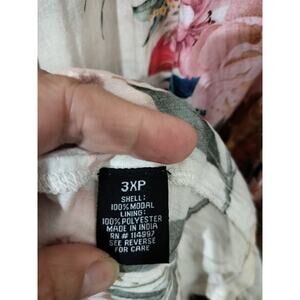 3XP
SHELL:
100% MODAL
LINING:
100% POLYESTER
MADE IN INDIA
RN # 114997
SEE REVERSE
FOR CARE